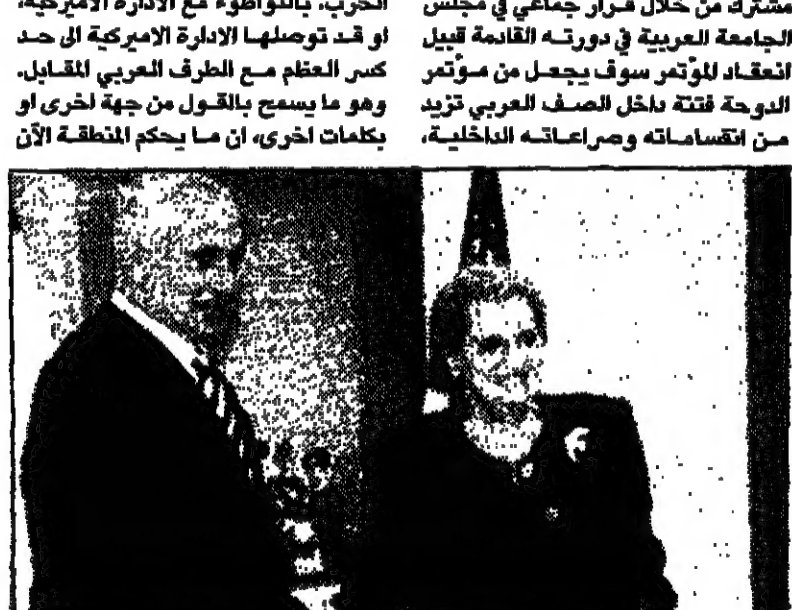 مشترك من خلال قرار جماعي في مجلس
الجامعة العربية في دورته القادمة قبيل
انعقاد المؤتمر سوف يجعل من مؤتمر
الدوحة فتنة داخل الصف العربي تزيد
من انقساماته وصراعاته الداخلية،
الحرب، بالتواطوء مع الادارة الاميركية،
او قد توصلها الادارة الاميركية الى حد
كسر العظم مع الطرف العربي المقابل.
وهو ما يسمح بالقول من جهة اخرى او
بكلمات اخرى، ان ما يحكم المنطقة الآن